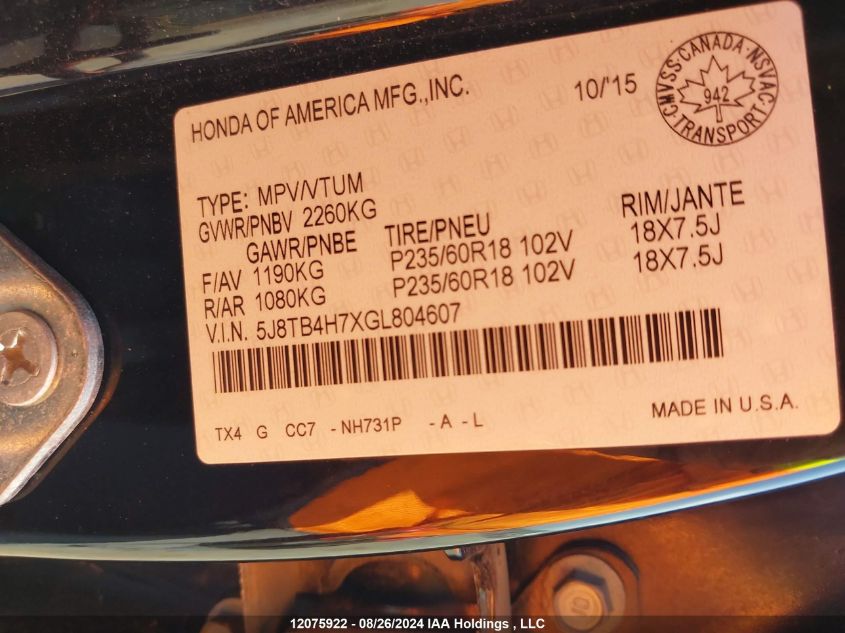 HONDA OF AMERICA MFG.,INC. 10/'15
CMVSS · CANADA · NSVAC
942
· TRANSPORT ·
TYPE: MPV/VTUM
GVWR/PNBV 2260KG
GAWR/PNBE TIRE/PNEU RIM/JANTE
F/AV 1190KG P235/60R18 102V 18X7.5J
R/AR 1080KG P235/60R18 102V 18X7.5J
V.I.N. 5J8TB4H7XGL804607
TX4 G CC7 -NH731P -A -L MADE IN U.S.A.
12075922 - 08/26/2024 IAA Holdings , LLC